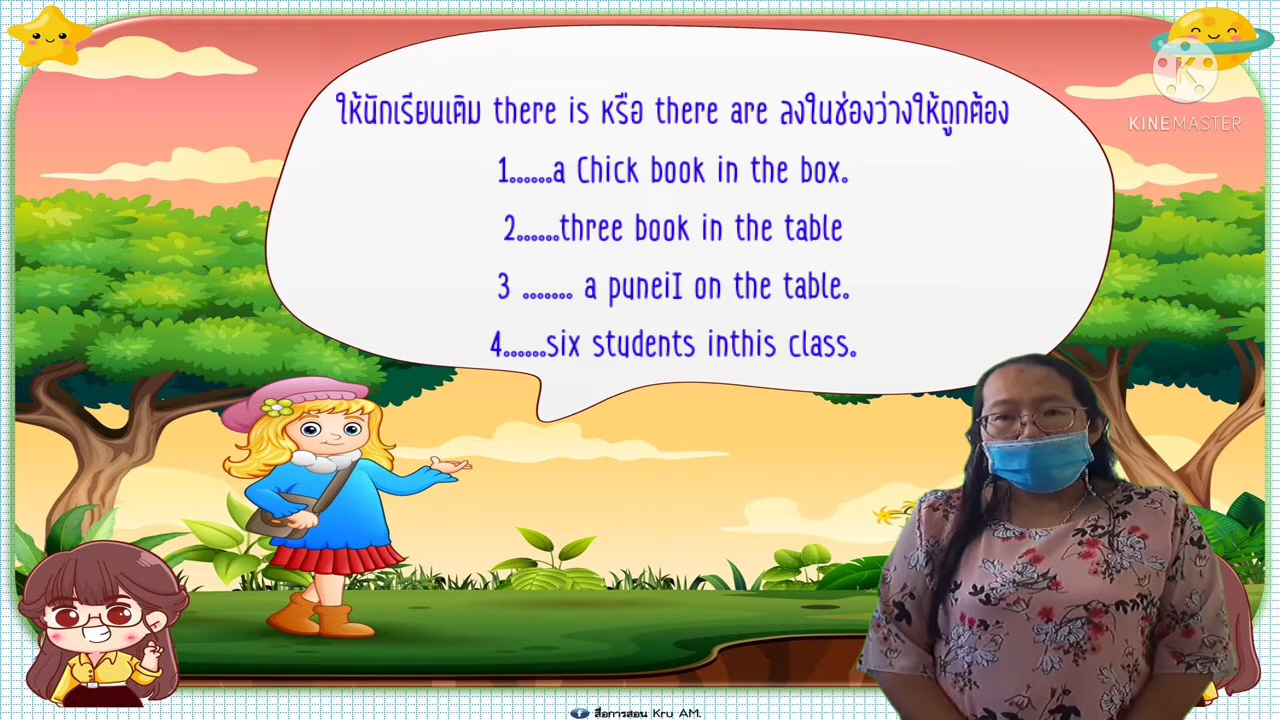 KINEMASTER
ให้นักเรียนเติม there is หรือ there are ลงในช่องว่างให้ถูกต้อง
1......a Chick book in the box.
2......three book in the table
3 ....... a puneiI on the table.
4......six students inthis class.
สื่อการสอน Kru AM.